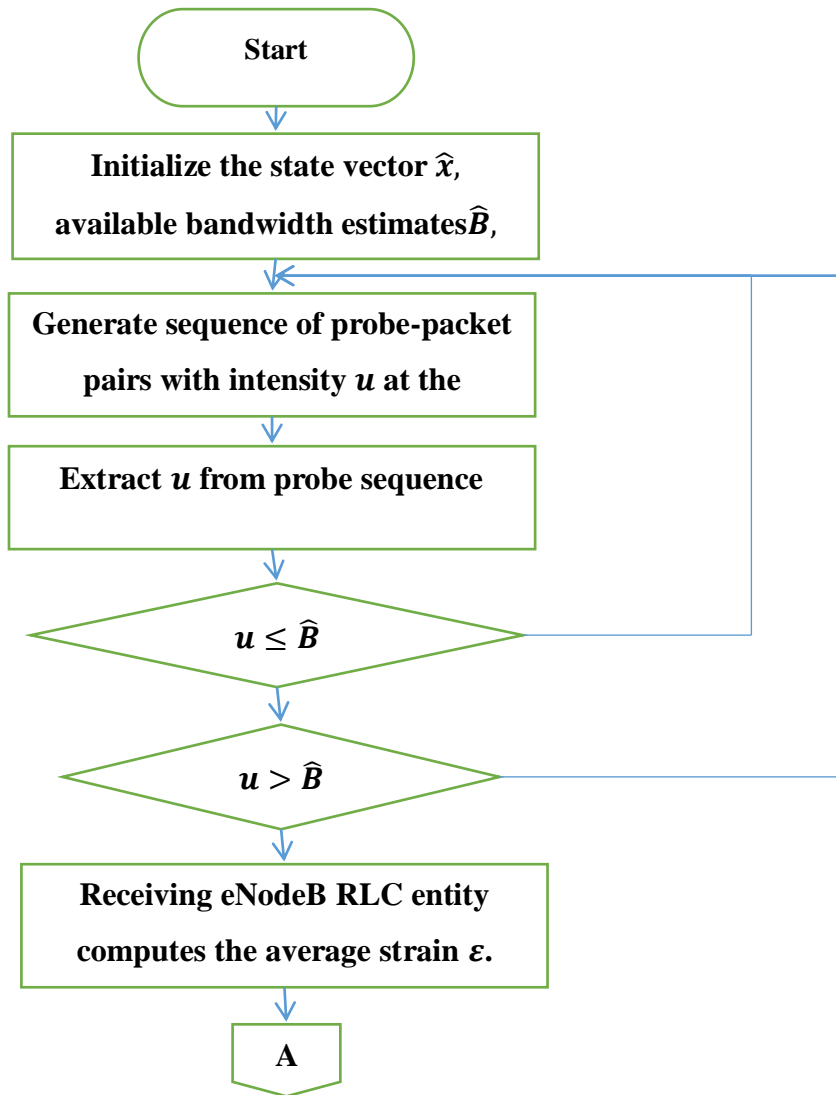 Start
Initialize the state vector x̂,
available bandwidth estimatesB̂,
Generate sequence of probe-packet
pairs with intensity u at the
Extract u from probe sequence
u ≤ B̂
u > B̂
Receiving eNodeB RLC entity
computes the average strain ε.
A